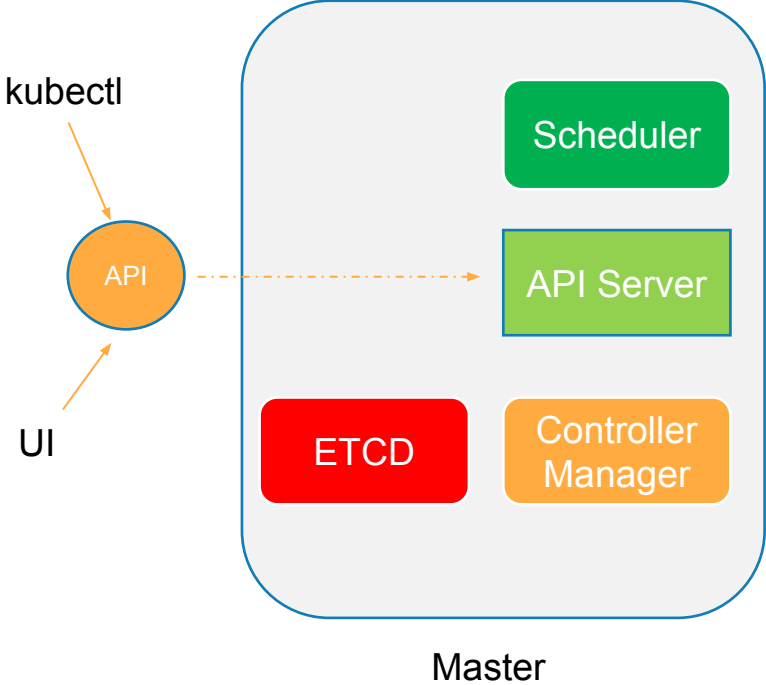 kubectl
Scheduler
API
API Server
UI
ETCD
Controller
Manager
Master